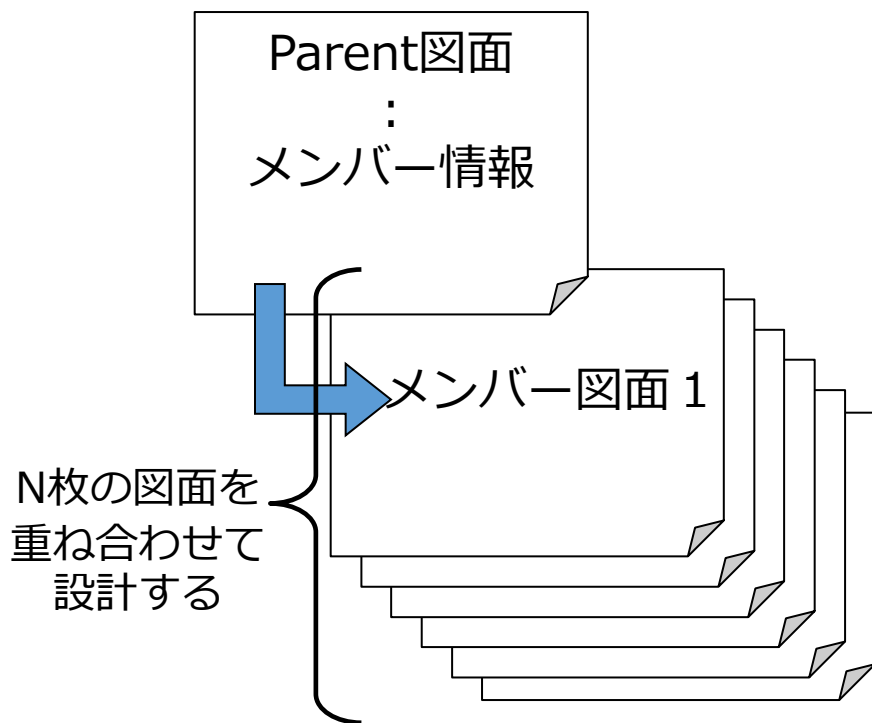 Parent図面
：
メンバー情報
メンバー図面１
N枚の図面を
重ね合わせて
設計する